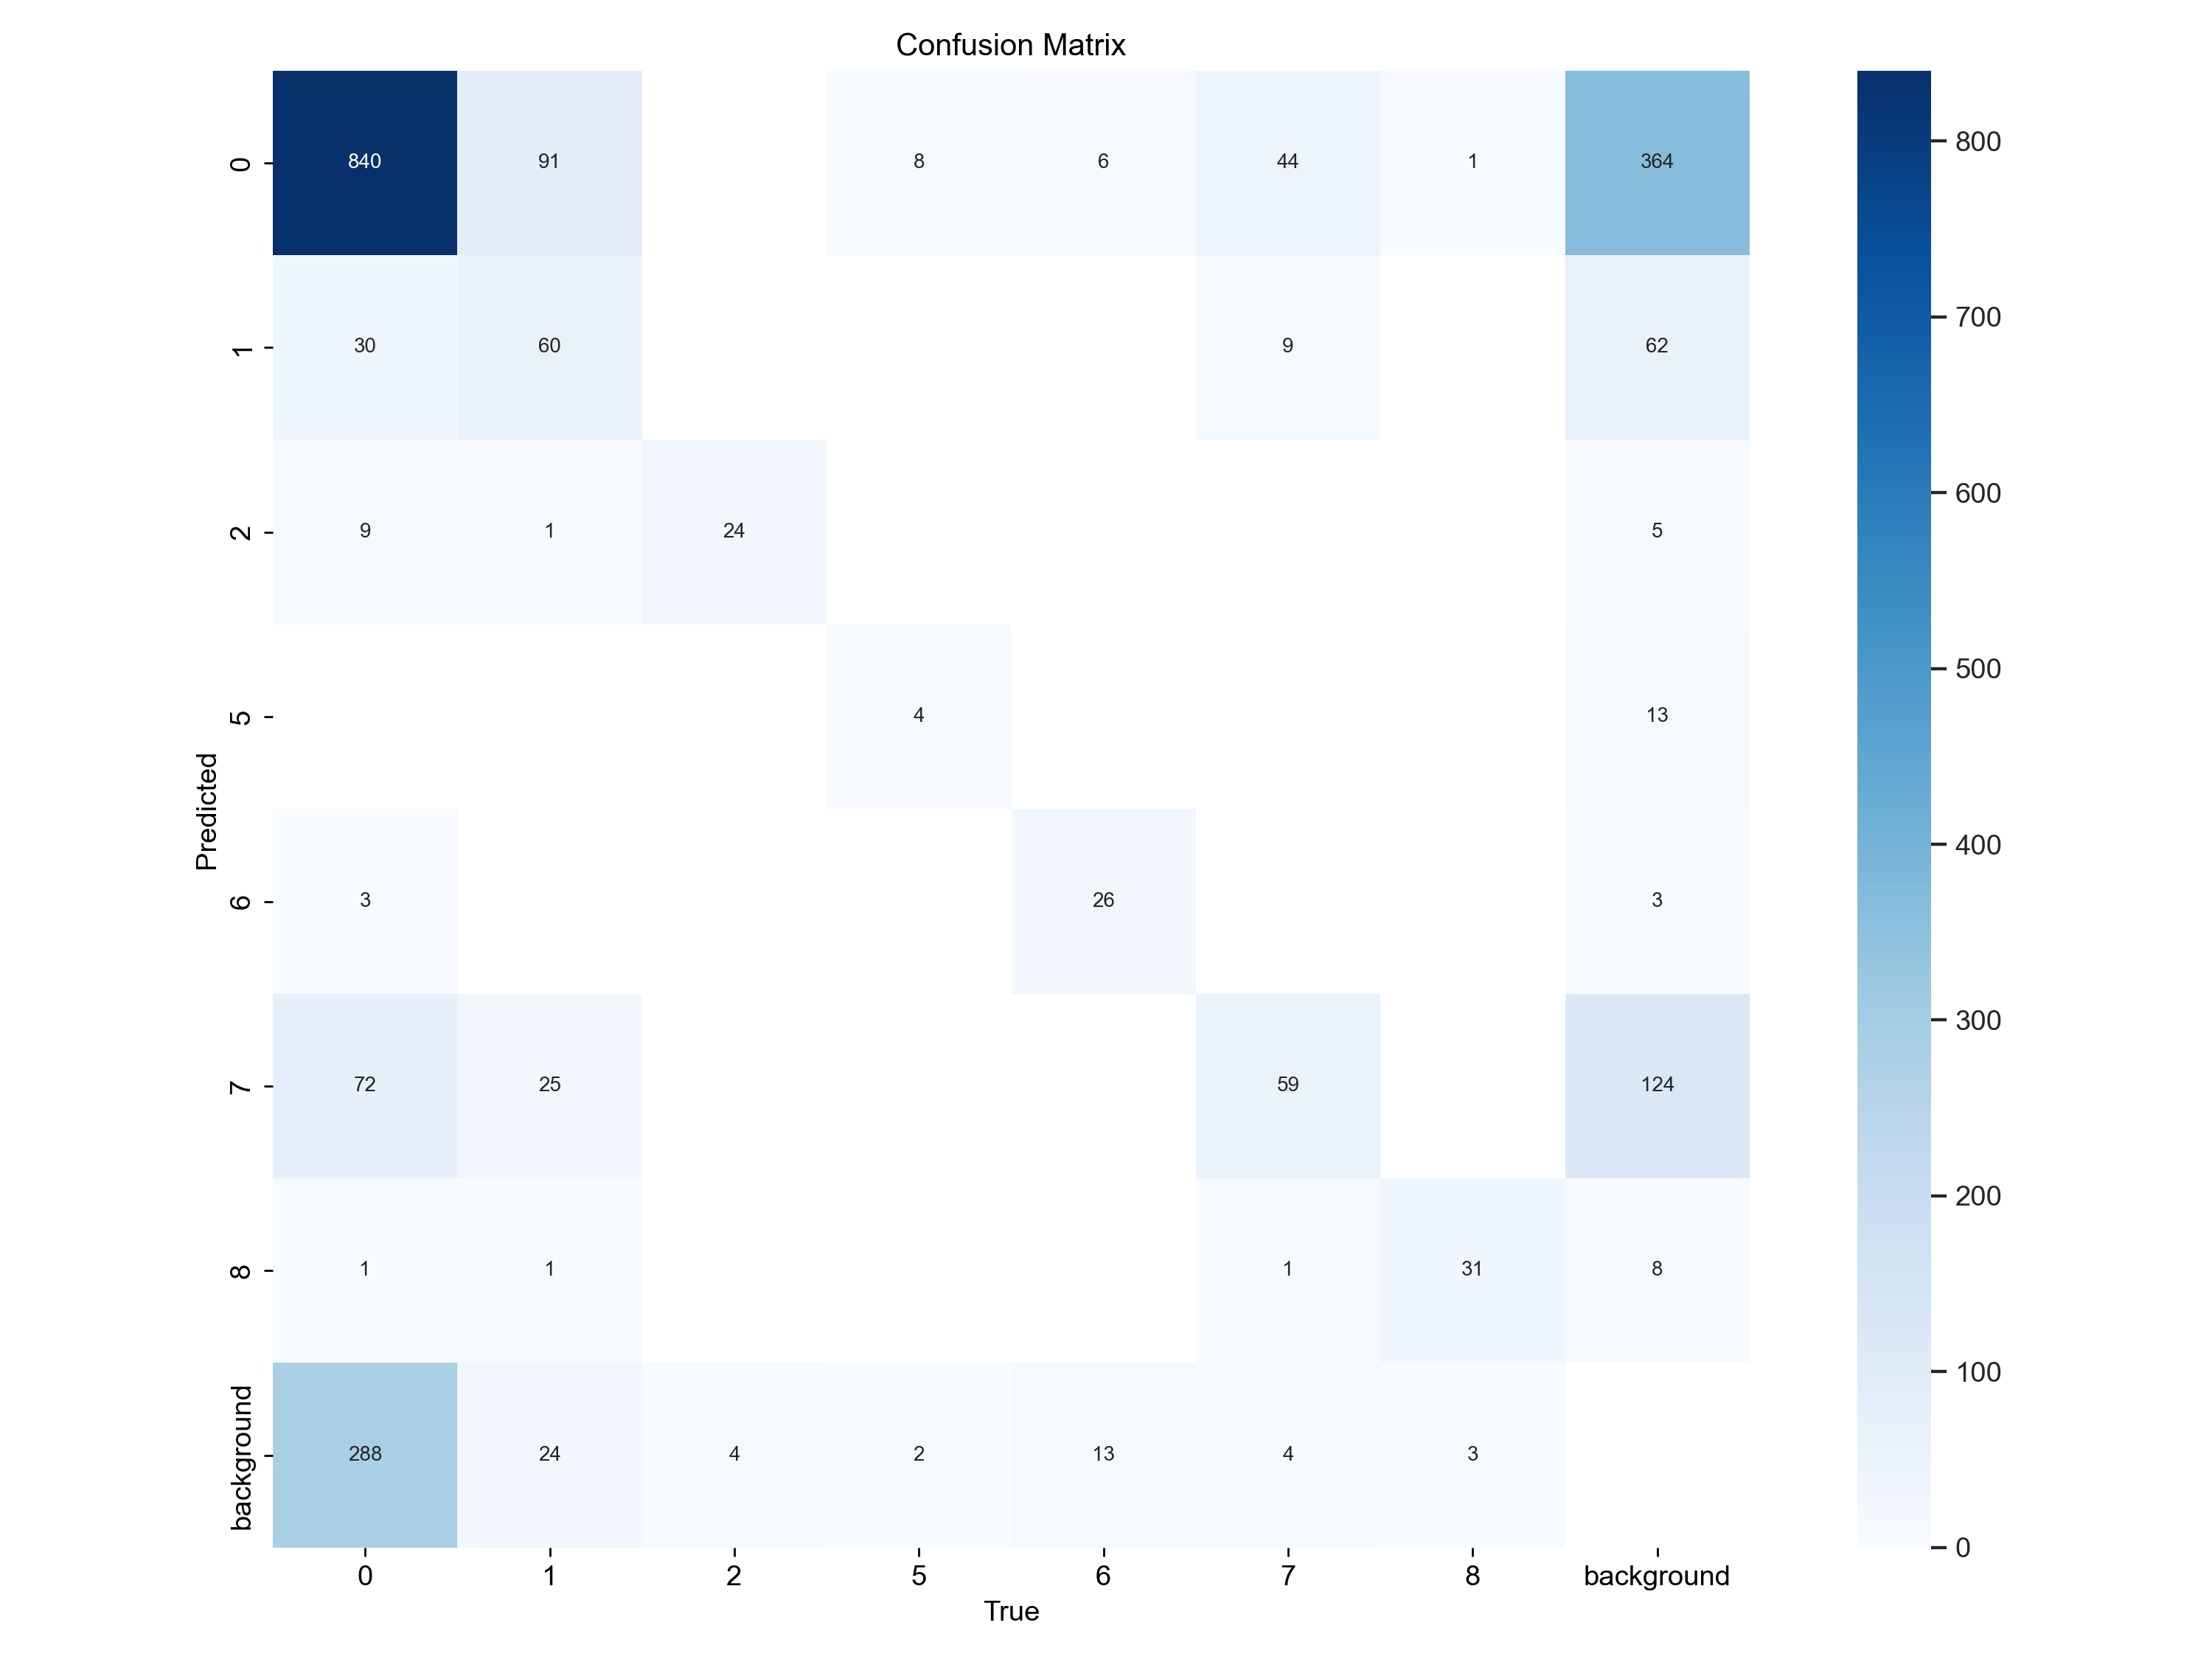 Confusion Matrix
0 840 91 8 6 44 1 364
1 30 60 9 62
2 9 1 24 5
5 4 13
6 3 26 3
7 72 25 59 124
8 1 1 1 31 8
background 288 24 4 2 13 4 3
0 1 2 5 6 7 8 background
True
Predicted
800
700
600
500
400
300
200
100
0